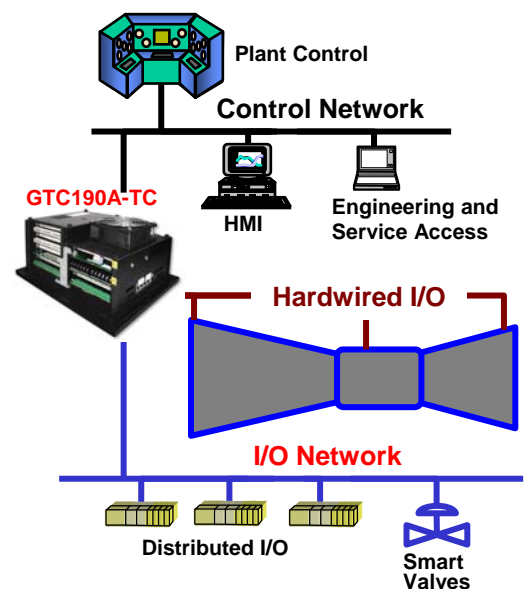 Plant Control
Control Network
GTC190A-TC
HMI
Engineering and
Service Access
Hardwired I/O
I/O Network
Distributed I/O
Smart
Valves